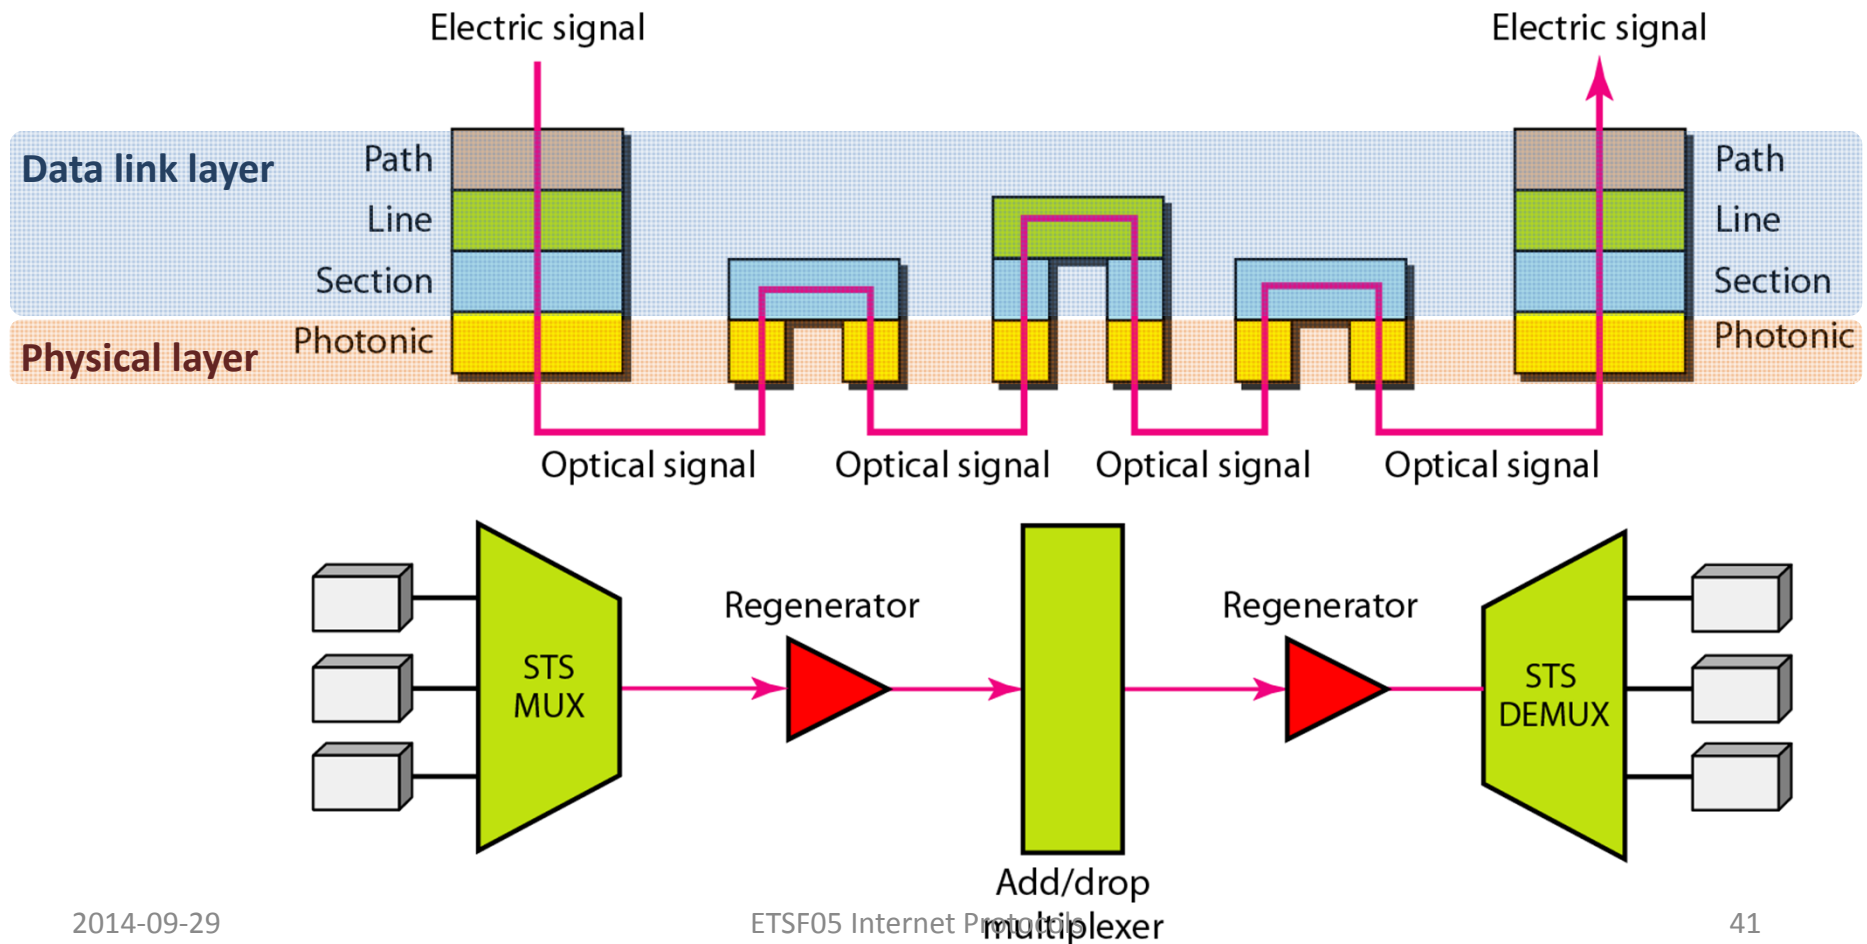 Electric signal
Electric signal
Data link layer
Path
Path
Line
Line
Section
Section
Physical layer
Photonic
Photonic
Optical signal
Optical signal
Optical signal
Optical signal
Regenerator
Regenerator
STS
MUX
STS
DEMUX
Add/drop
multiplexer
2014-09-29
ETSF05 Internet Protocols
41